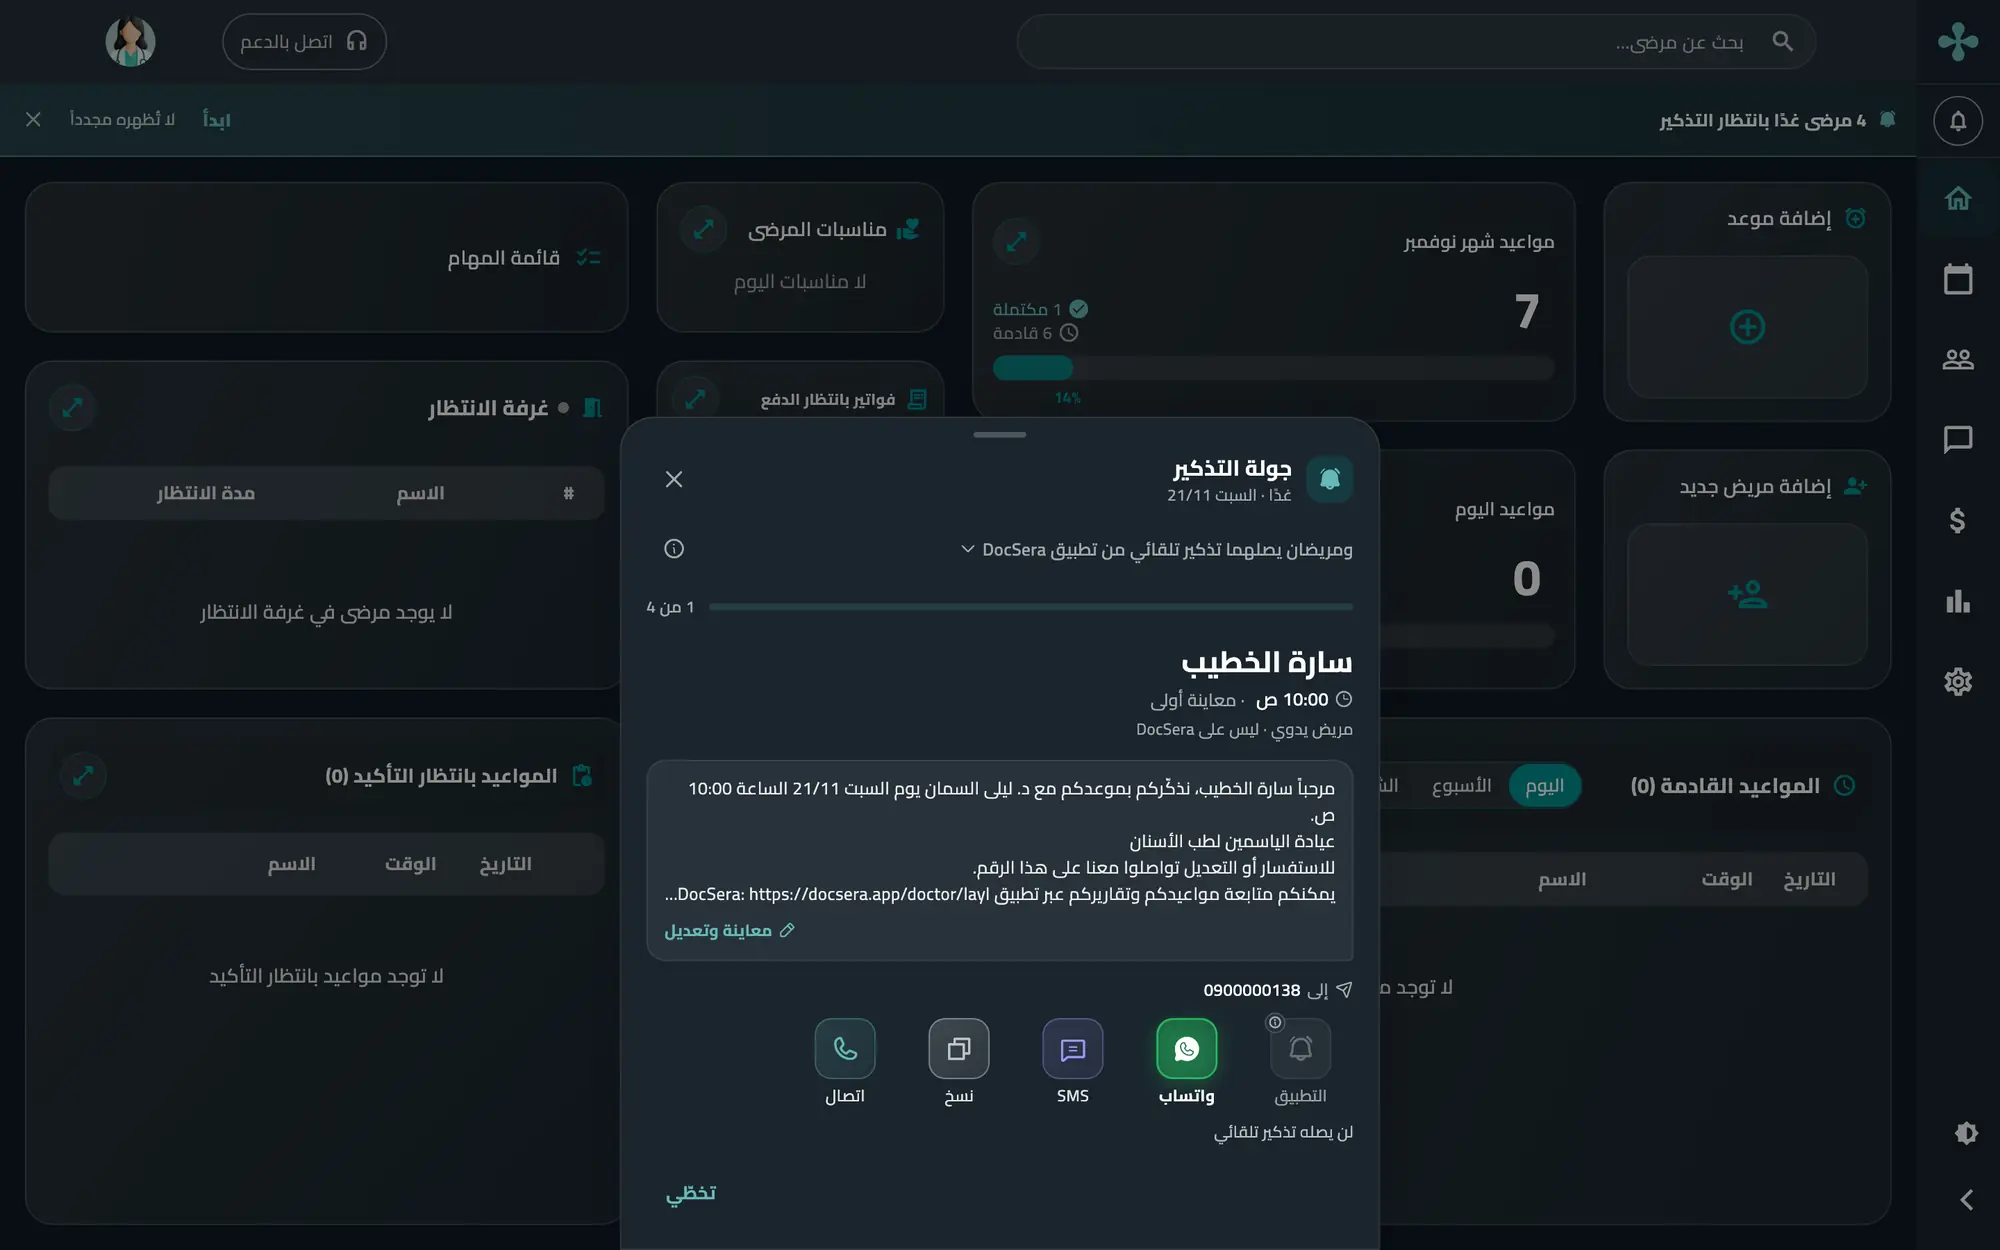 بحث عن مرضى...
اتصل بالدعم
4 مرضى غدًا بانتظار التذكير
ابدأ
لا تُظهره مجدداً
إضافة موعد
مواعيد شهر نوفمبر
7
1 مكتملة
6 قادمة
14%
مناسبات المرضى
لا مناسبات اليوم
قائمة المهام
فواتير بانتظار الدفع
غرفة الانتظار
# الاسم مدة الانتظار
لا يوجد مرضى في غرفة الانتظار
إضافة مريض جديد
مواعيد اليوم
0
جولة التذكير
غدًا · السبت 21/11
ومريضان يصلهما تذكير تلقائي من تطبيق DocSera
1 من 4
سارة الخطيب
10:00 ص · معاينة أولى
مريض يدوي · ليس على DocSera
مرحباً سارة الخطيب، نذكّركم بموعدكم مع د. ليلى السمان يوم السبت 21/11 الساعة 10:00
ص.
عيادة الياسمين لطب الأسنان
للاستفسار أو التعديل تواصلوا معنا على هذا الرقم.
يمكنكم متابعة مواعيدكم وتقاريركم عبر تطبيق DocSera: https://docsera.app/doctor/layl...
معاينة وتعديل
إلى 0900000138
التطبيق
واتساب
SMS
نسخ
اتصال
لن يصله تذكير تلقائي
تخطّي
المواعيد القادمة (0)
اليوم
الأسبوع
التاريخ الوقت الاسم
لا توجد
المواعيد بانتظار التأكيد (0)
التاريخ الوقت الاسم
لا توجد مواعيد بانتظار التأكيد